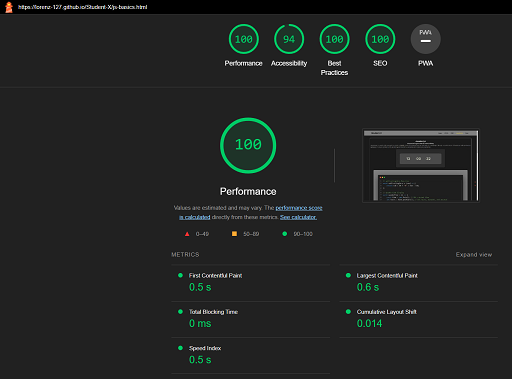 https://lorenz-127.github.io/Student-X/js-basics.html
100
94
100
100
PWA
Performance
Accessibility
Best
Practices
SEO
PWA
100
Performance
Values are estimated and may vary. The performance score
is calculated directly from these metrics. See calculator.
0–49
50–89
90–100
METRICS
Expand view
First Contentful Paint
0.5 s
Largest Contentful Paint
0.6 s
Total Blocking Time
0 ms
Cumulative Layout Shift
0.014
Speed Index
0.5 s